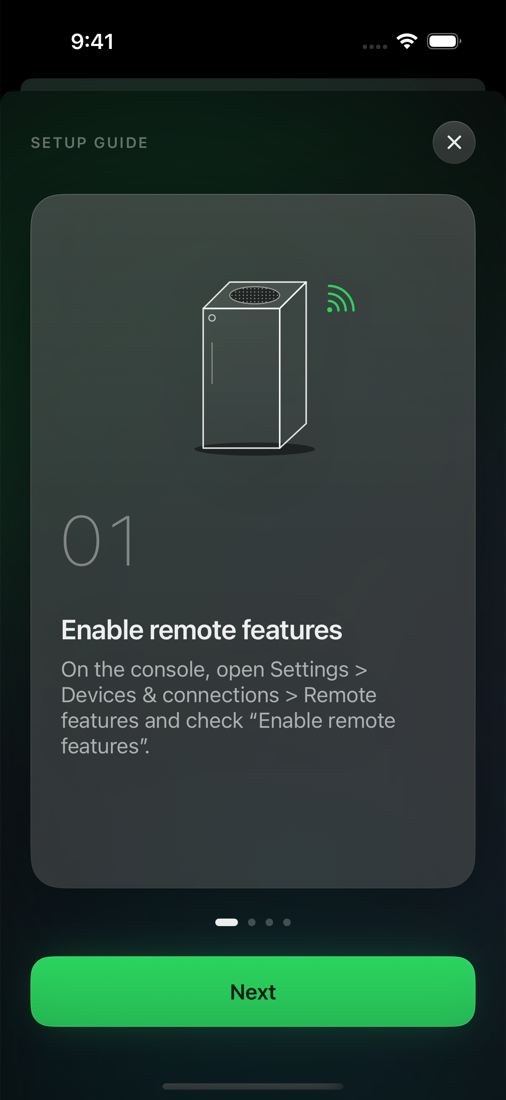 9:41
SETUP GUIDE
01
Enable remote features
On the console, open Settings >
Devices & connections > Remote
features and check “Enable remote
features”.
Next